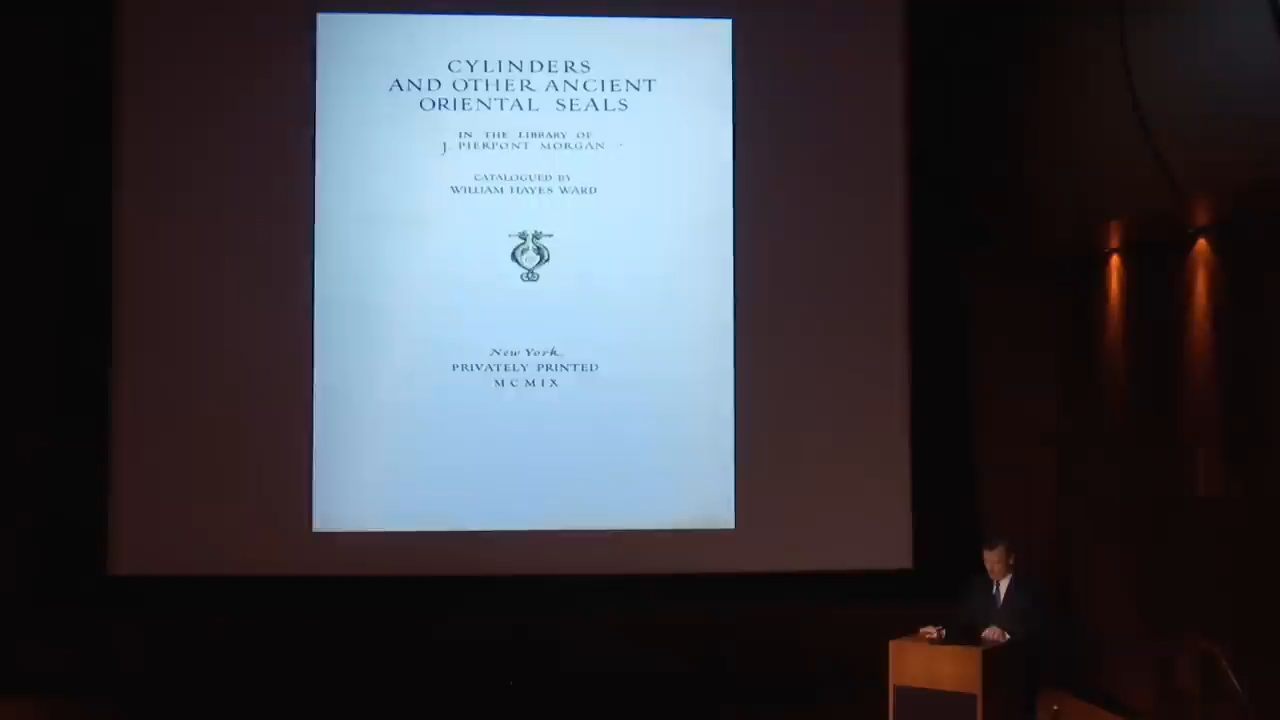 CYLINDERS
AND OTHER ANCIENT
ORIENTAL SEALS
IN THE LIBRARY OF
J. PIERPONT MORGAN
CATALOGUED BY
WILLIAM HAYES WARD
New York
PRIVATELY PRINTED
MCMIX